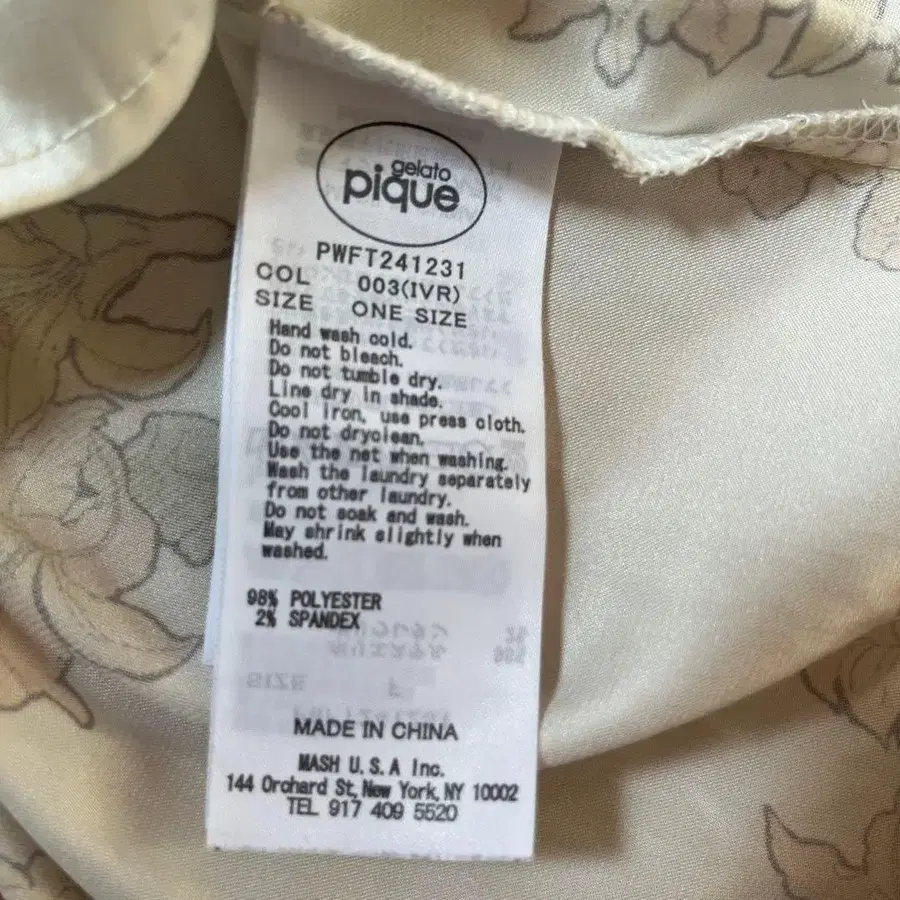 gelato
pique
PWFT241231
COL 003(IVR)
SIZE ONE SIZE
Hand wash cold.
Do not bleach.
Do not tumble dry.
Line dry in shade.
Cool iron, use press cloth.
Do not dryclean.
Use the net when washing.
Wash the laundry separately
from other laundry.
Do not soak and wash.
May shrink slightly when
washed.
98% POLYESTER
2% SPANDEX
MADE IN CHINA
MASH U.S.A Inc.
144 Orchard St, New York, NY 10002
TEL 917 409 5520